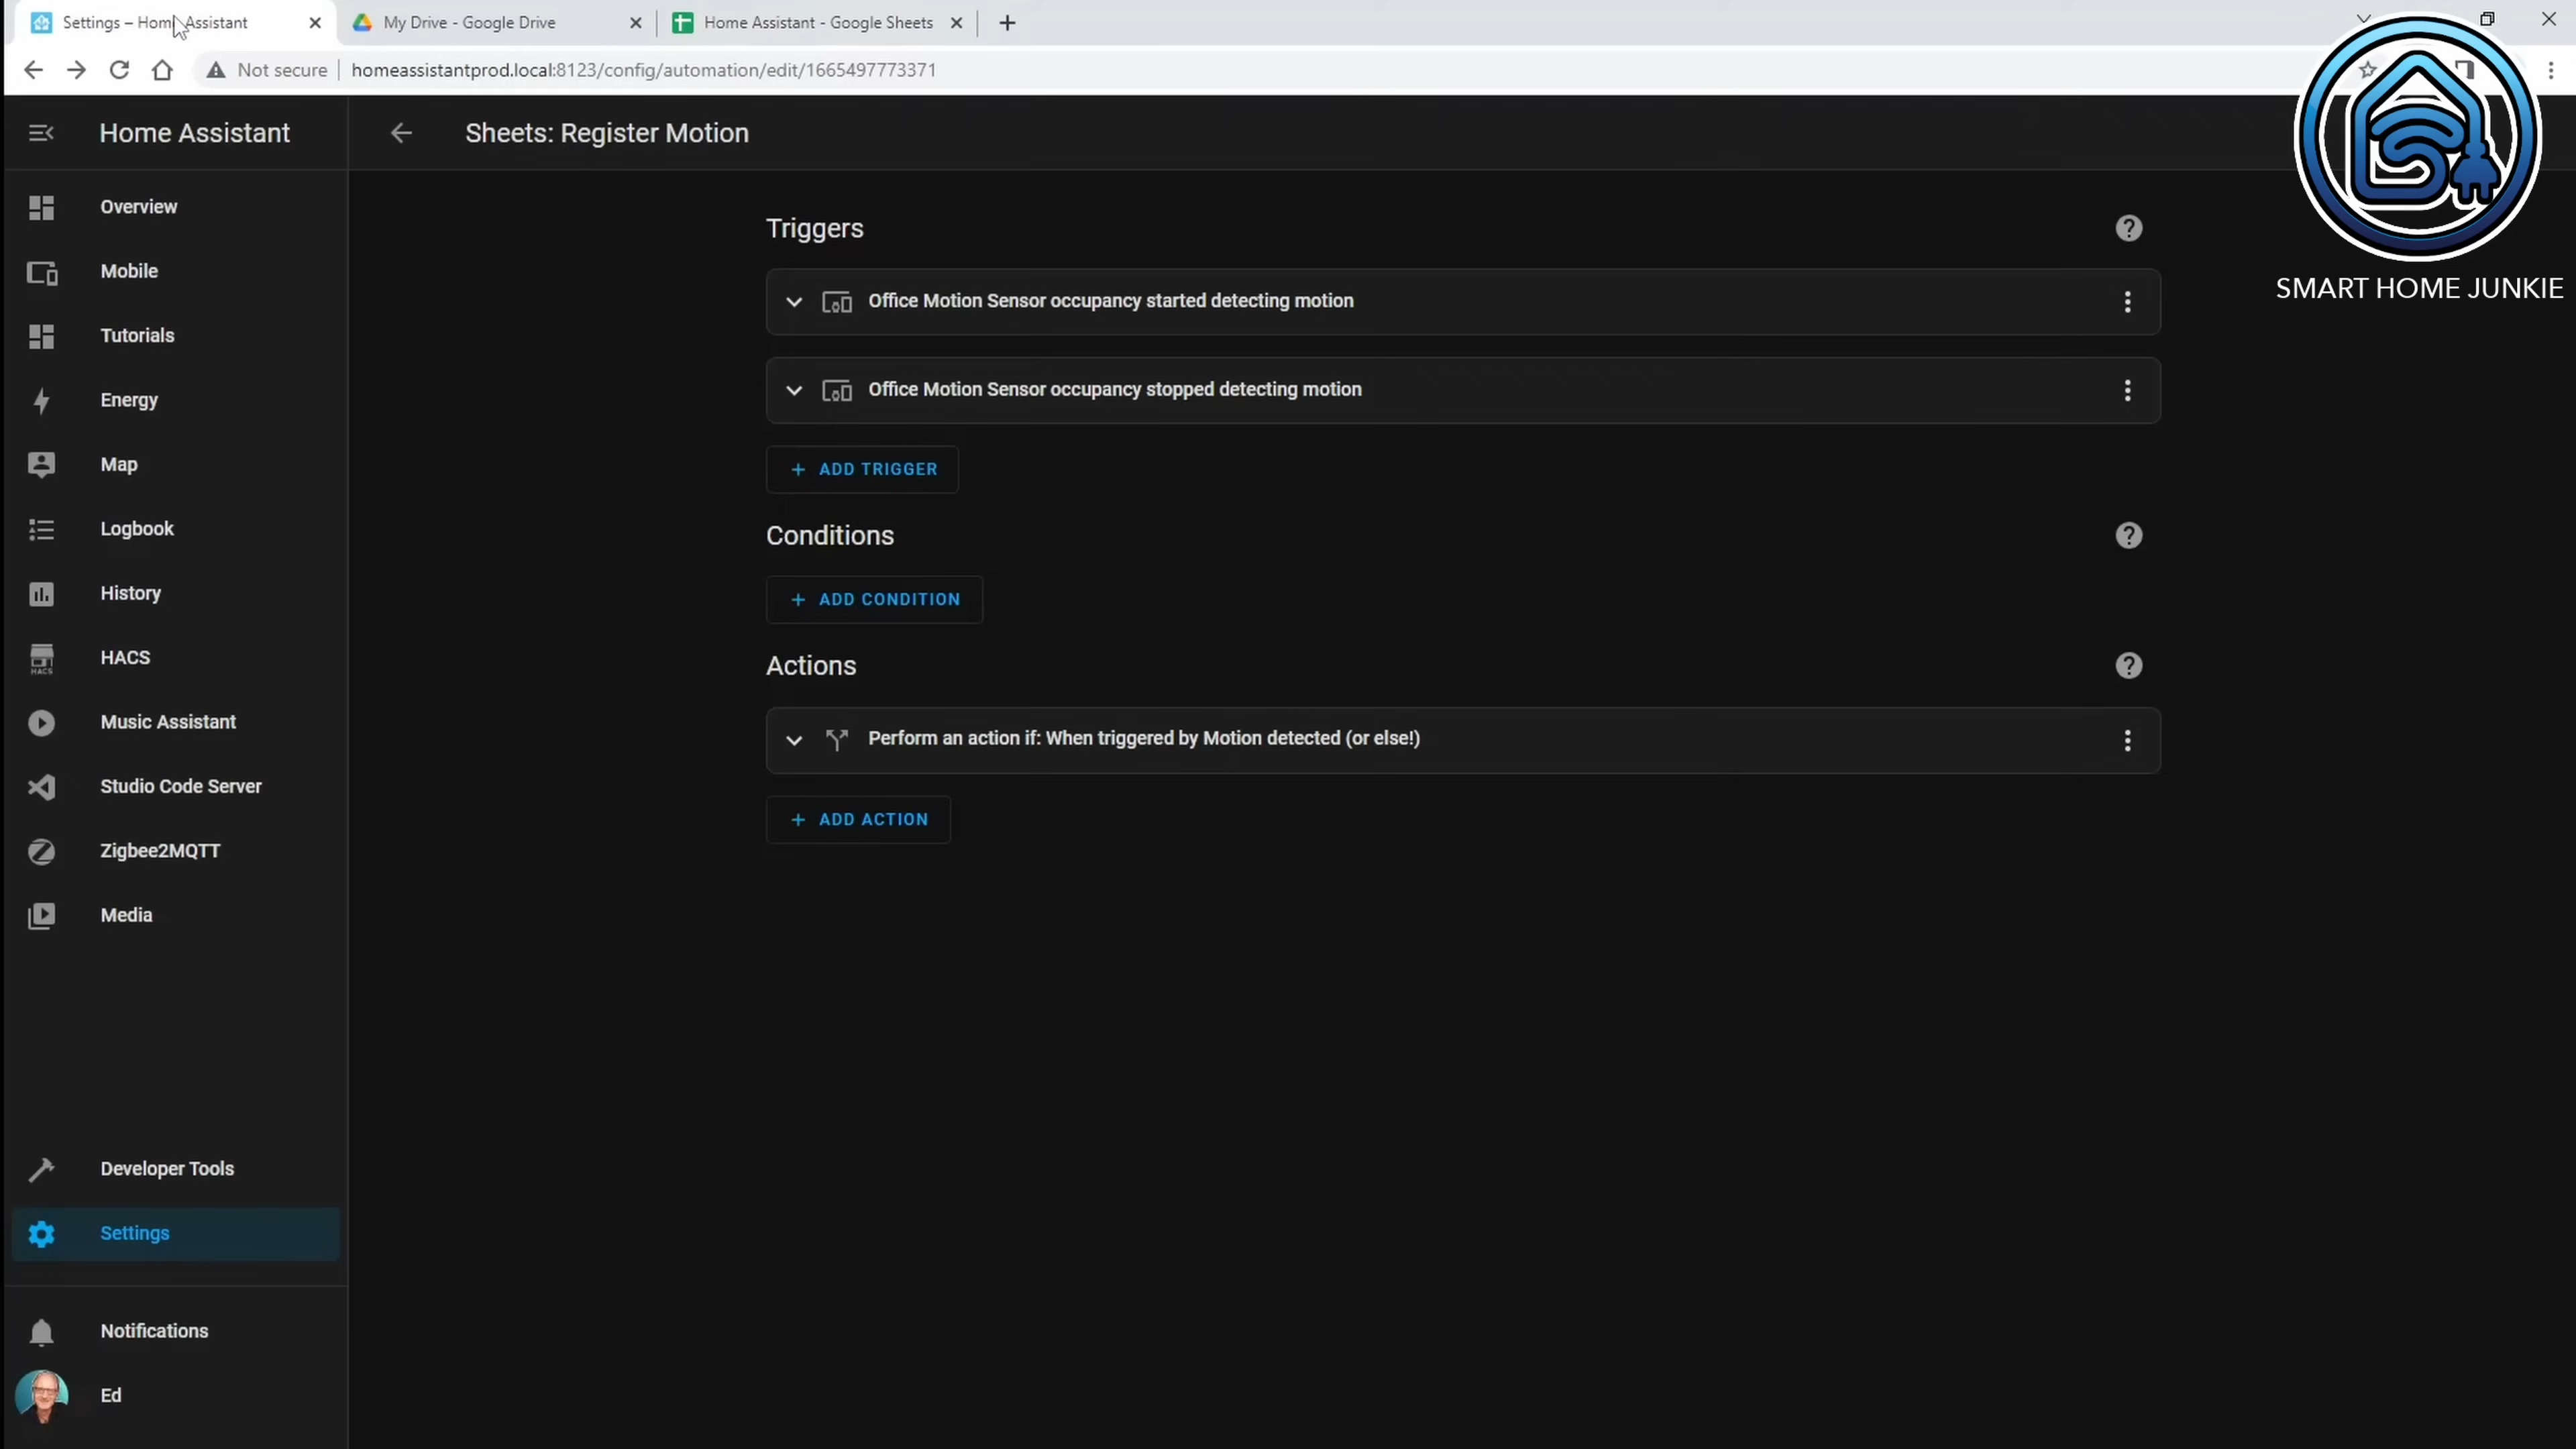 Settings – Home Assistant
My Drive - Google Drive
Home Assistant - Google Sheets
Not secure
homeassistantprod.local:8123/config/automation/edit/1665497773371
Home Assistant
Sheets: Register Motion
SMART HOME JUNKIE
Overview
Mobile
Tutorials
Energy
Map
Logbook
History
HACS
HACS
Music Assistant
Studio Code Server
Zigbee2MQTT
Media
Developer Tools
Settings
Notifications
Ed
Triggers
Office Motion Sensor occupancy started detecting motion
Office Motion Sensor occupancy stopped detecting motion
ADD TRIGGER
Conditions
ADD CONDITION
Actions
Perform an action if: When triggered by Motion detected (or else!)
ADD ACTION